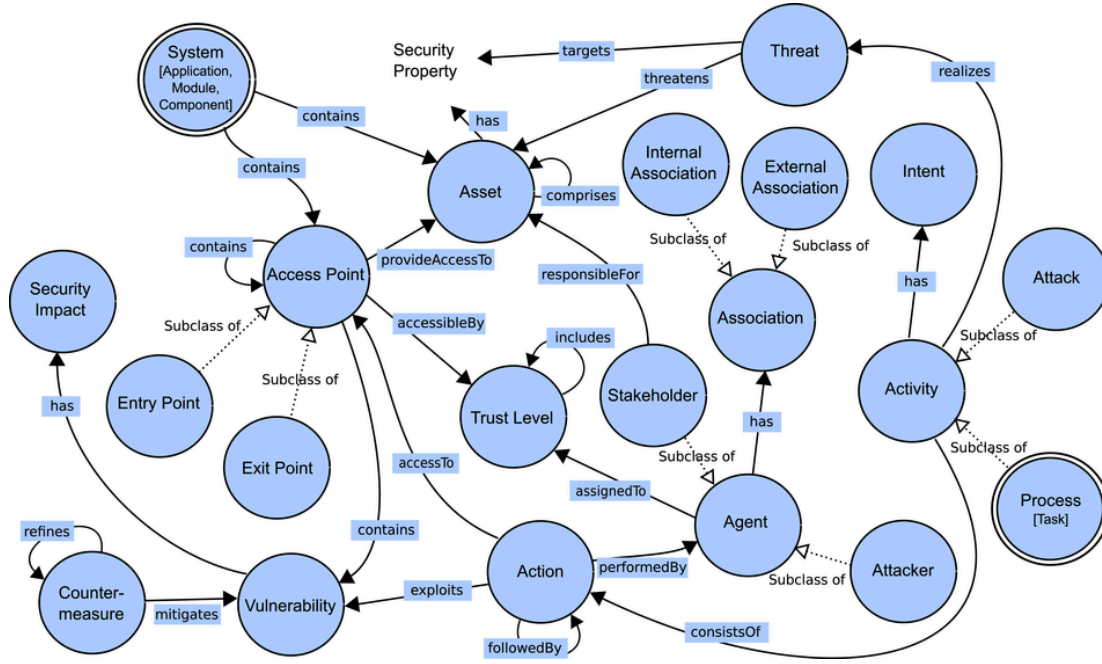 System
[Application,
Module,
Component]
Security
Property
targets
Threat
realizes
threatens
contains
has
contains
Asset
comprises
Internal
Association
External
Association
Intent
Subclass of
Subclass of
contains
Access Point
provideAccessTo
responsibleFor
Security
Impact
has
Attack
Subclass of
accessibleBy
includes
Association
Subclass of
Subclass of
Entry Point
has
Trust Level
Stakeholder
has
Activity
Exit Point
accessTo
Subclass of
Subclass of
assignedTo
Process
[Task]
refines
contains
Agent
Counter-
measure
mitigates
Vulnerability
exploits
Action
performedBy
Subclass of
Attacker
followedBy
consistsOf